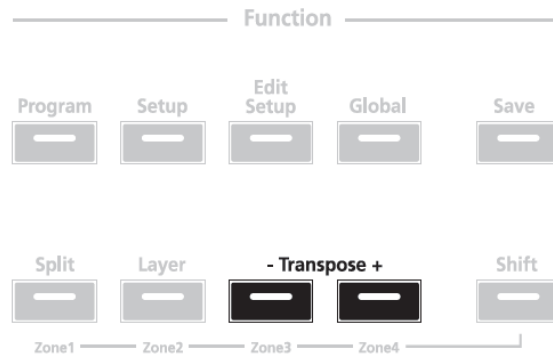 Function
Program Setup Edit Setup Global Save
Split Layer - Transpose + Shift
Zone1 Zone2 Zone3 Zone4